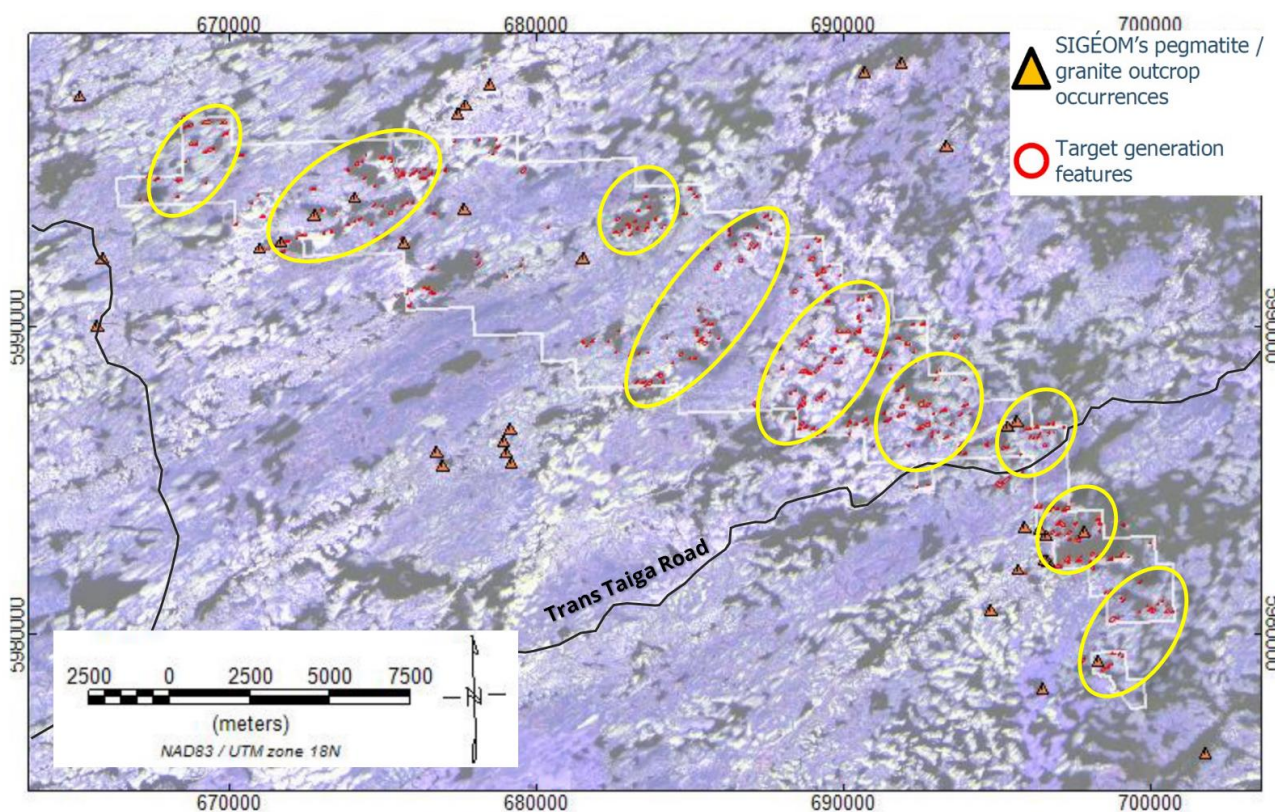 670000 680000 690000 700000
SIGÉOM's pegmatite /
granite outcrop
occurrences
Target generation
features
5990000
5990000
Trans Taiga Road
5980000
5980000
2500 0 2500 5000 7500
(meters)
NAD83 / UTM zone 18N
N
670000 680000 690000 700000